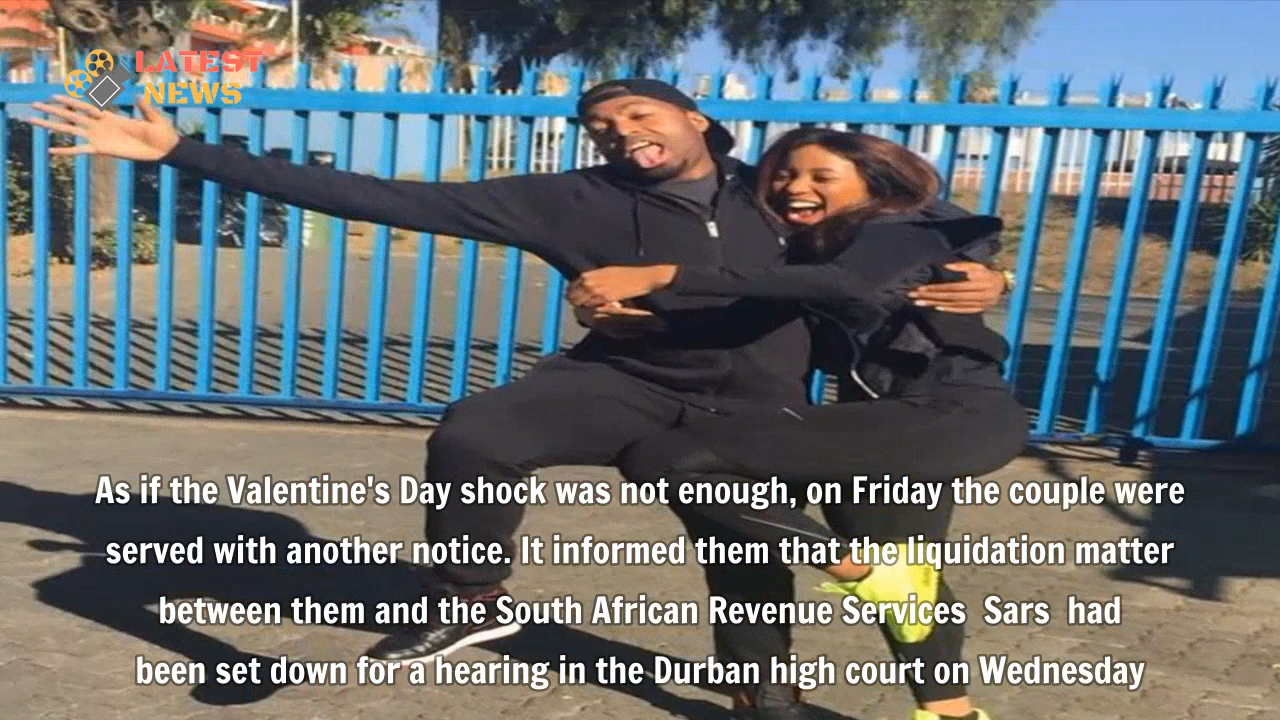 LATEST
NEWS
As if the Valentine's Day shock was not enough, on Friday the couple were
served with another notice. It informed them that the liquidation matter
between them and the South African Revenue Services  Sars  had
been set down for a hearing in the Durban high court on Wednesday